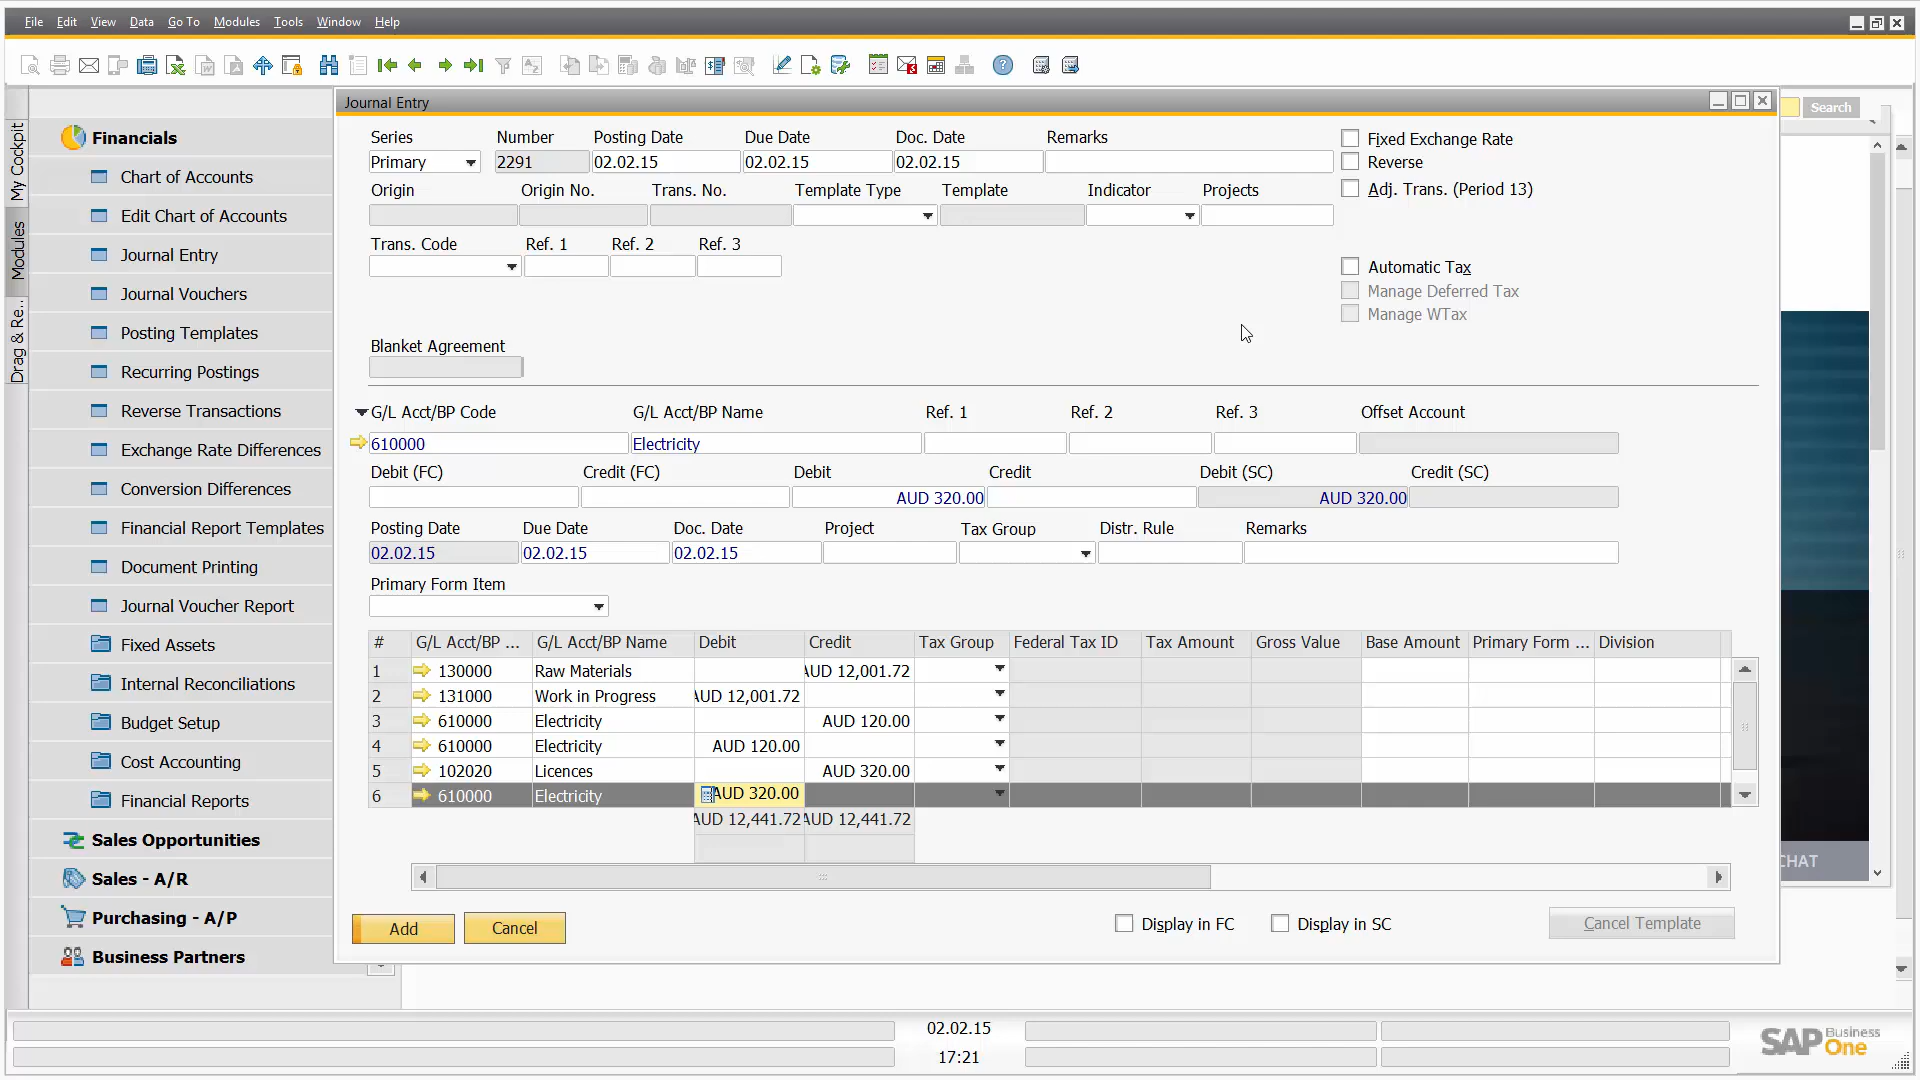 File Edit View Data Go To Modules Tools Window Help
Journal Entry
Search
My Cockpit
Modules
Drag & Re..
Financials
Chart of Accounts
Edit Chart of Accounts
Journal Entry
Journal Vouchers
Posting Templates
Recurring Postings
Reverse Transactions
Exchange Rate Differences
Conversion Differences
Financial Report Templates
Document Printing
Journal Voucher Report
Fixed Assets
Internal Reconciliations
Budget Setup
Cost Accounting
Financial Reports
Sales Opportunities
Sales - A/R
Purchasing - A/P
Business Partners
Series Number Posting Date Due Date Doc. Date Remarks
Primary 2291 02.02.15 02.02.15 02.02.15
Origin Origin No. Trans. No. Template Type Template Indicator Projects
Trans. Code Ref. 1 Ref. 2 Ref. 3
Fixed Exchange Rate
Reverse
Adj. Trans. (Period 13)
Automatic Tax
Manage Deferred Tax
Manage WTax
Blanket Agreement
G/L Acct/BP Code G/L Acct/BP Name Ref. 1 Ref. 2 Ref. 3 Offset Account
610000 Electricity
Debit (FC) Credit (FC) Debit Credit Debit (SC) Credit (SC)
AUD 320.00 AUD 320.00
Posting Date Due Date Doc. Date Project Tax Group Distr. Rule Remarks
02.02.15 02.02.15 02.02.15
Primary Form Item
# G/L Acct/BP ... G/L Acct/BP Name Debit Credit Tax Group Federal Tax ID Tax Amount Gross Value Base Amount Primary Form ... Division
1 130000 Raw Materials AUD 12,001.72
2 131000 Work in Progress AUD 12,001.72
3 610000 Electricity AUD 120.00
4 610000 Electricity AUD 120.00
5 102020 Licences AUD 320.00
6 610000 Electricity AUD 320.00
AUD 12,441.72 AUD 12,441.72
Add Cancel Display in FC Display in SC Cancel Template
CHAT
02.02.15
17:21
SAP Business One